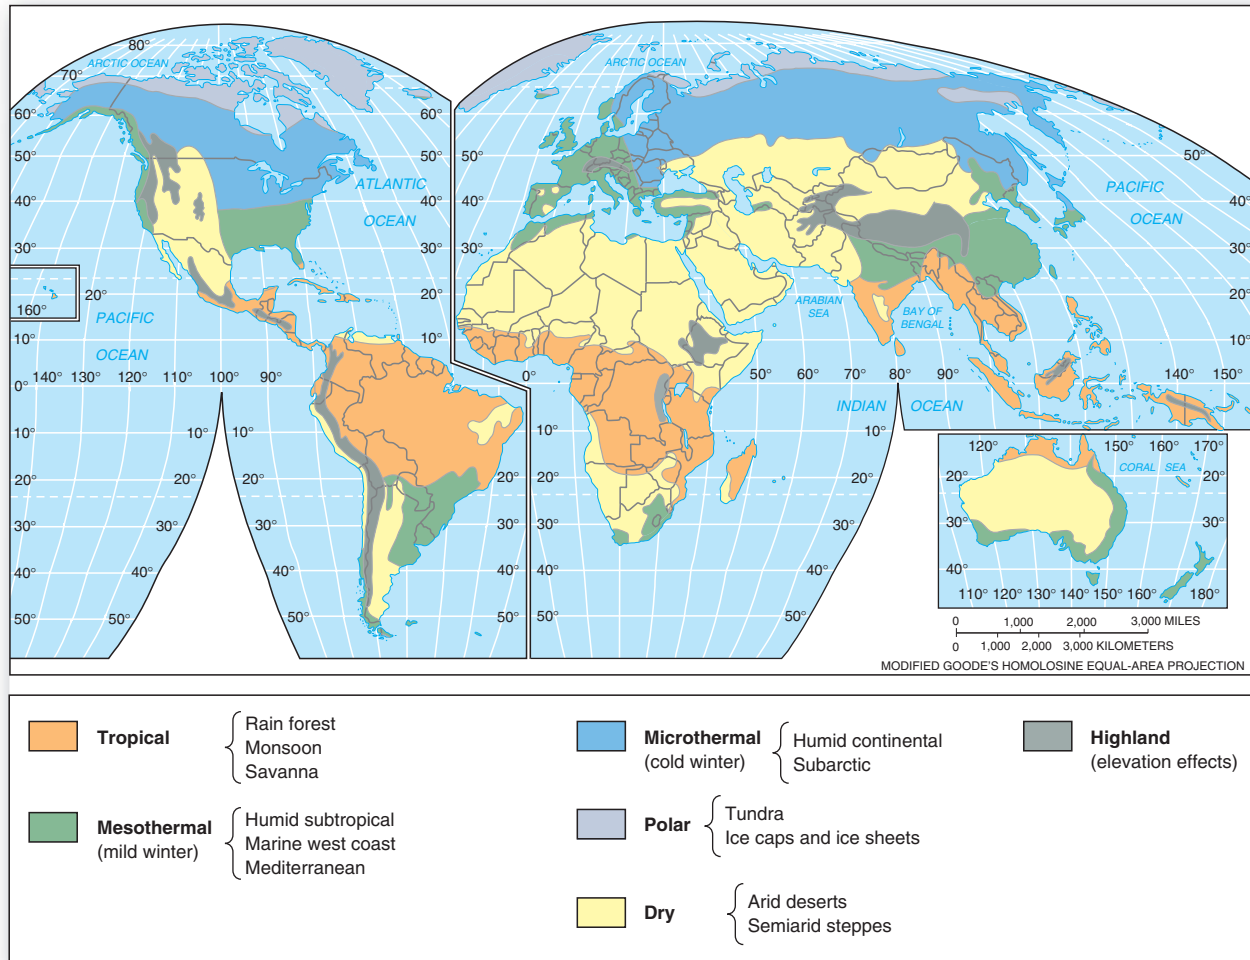 80°
ARCTIC OCEAN
ARCTIC OCEAN
70°
60°
60°
60°
50°
50°
50°
50°
ATLANTIC
OCEAN
PACIFIC
OCEAN
40°
40°
40°
40°
30°
30°
30°
30°
160°
20°
20°
20°
PACIFIC
OCEAN
ARABIAN
SEA
BAY OF
BENGAL
10°
10°
10°
10°
0°
140°
130°
120°
110°
100°
90°
0°
50°
60°
70°
80°
90°
140°
150°
INDIAN
OCEAN
10°
10°
10°
10°
20°
20°
20°
20°
20°
30°
30°
30°
30°
30°
40°
40°
40°
40°
50°
50°
50°
50°
50°
120°
150°
160°
170°
CORAL SEA
20°
20°
30°
30°
40°
40°
110°
120°
130°
140°
150°
160°
180°
0 1,000 2,000 3,000 MILES
0 1,000 2,000 3,000 KILOMETERS
MODIFIED GOODE'S HOMOLOSINE EQUAL-AREA PROJECTION
Tropical
Rain forest
Monsoon
Savanna
Mesothermal
(mild winter)
Humid subtropical
Marine west coast
Mediterranean
Microthermal
(cold winter)
Humid continental
Subarctic
Polar
Tundra
Ice caps and ice sheets
Dry
Arid deserts
Semiarid steppes
Highland
(elevation effects)